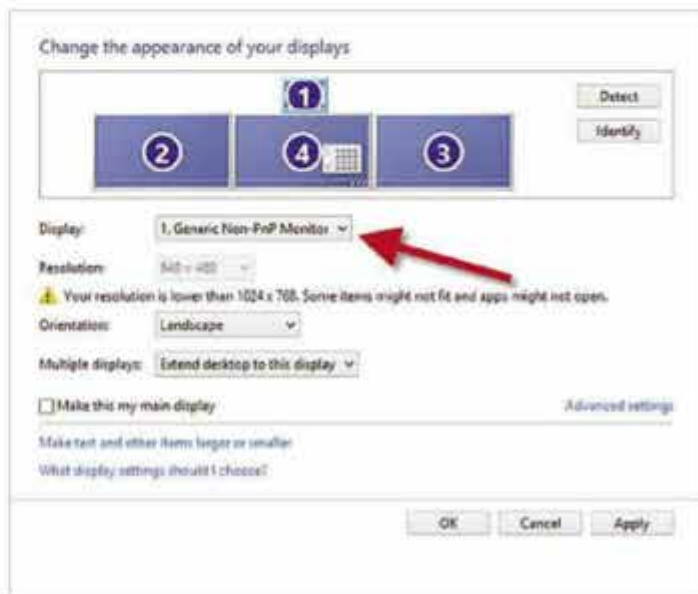 Change the appearance of your displays
1
Detect
2
4
3
Identify
Display:
1. Generic Non-PnP Monitor
Resolution:
640 x 480
Your resolution is lower than 1024 x 768. Some items might not fit and apps might not open.
Orientation:
Landscape
Multiple displays:
Extend desktop to this display
Make this my main display
Advanced settings
Make text and other items larger or smaller
What display settings should I choose?
OK
Cancel
Apply